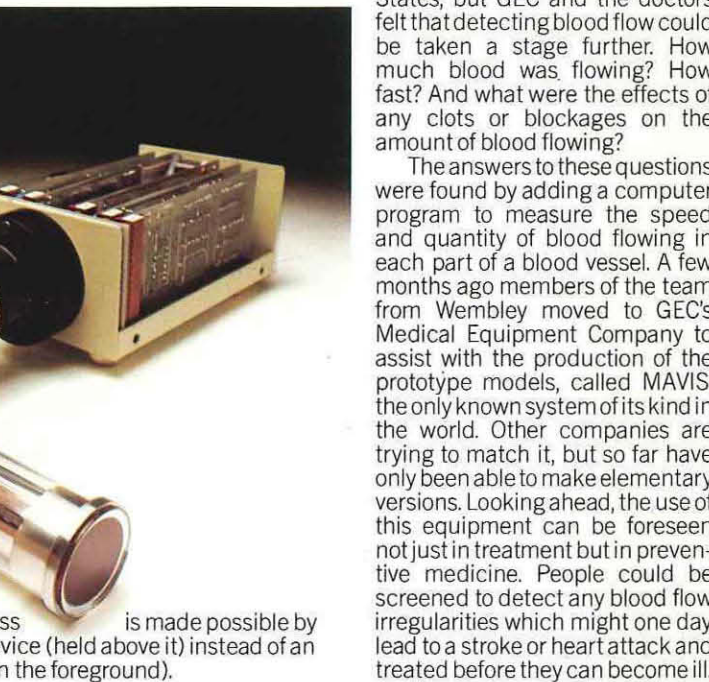 States, but GEC and the doctors
felt that detecting blood flow could
be taken a stage further. How
much blood was flowing? How
fast? And what were the effects of
any clots or blockages on the
amount of blood flowing?
The answers to these questions
were found by adding a computer
program to measure the speed
and quantity of blood flowing in
each part of a blood vessel. A few
months ago members of the team
from Wembley moved to GEC's
Medical Equipment Company to
assist with the production of the
prototype models, called MAVIS
the only known system of its kind in
the world. Other companies are
trying to match it, but so far have
only been able to make elementary
versions. Looking ahead, the use of
this equipment can be foreseen
not just in treatment but in preven-
tive medicine. People could be
screened to detect any blood flow
irregularities which might one day
lead to a stroke or heart attack and
treated before they can become ill
ss is made possible by
vice (held above it) instead of an
n the foreground).